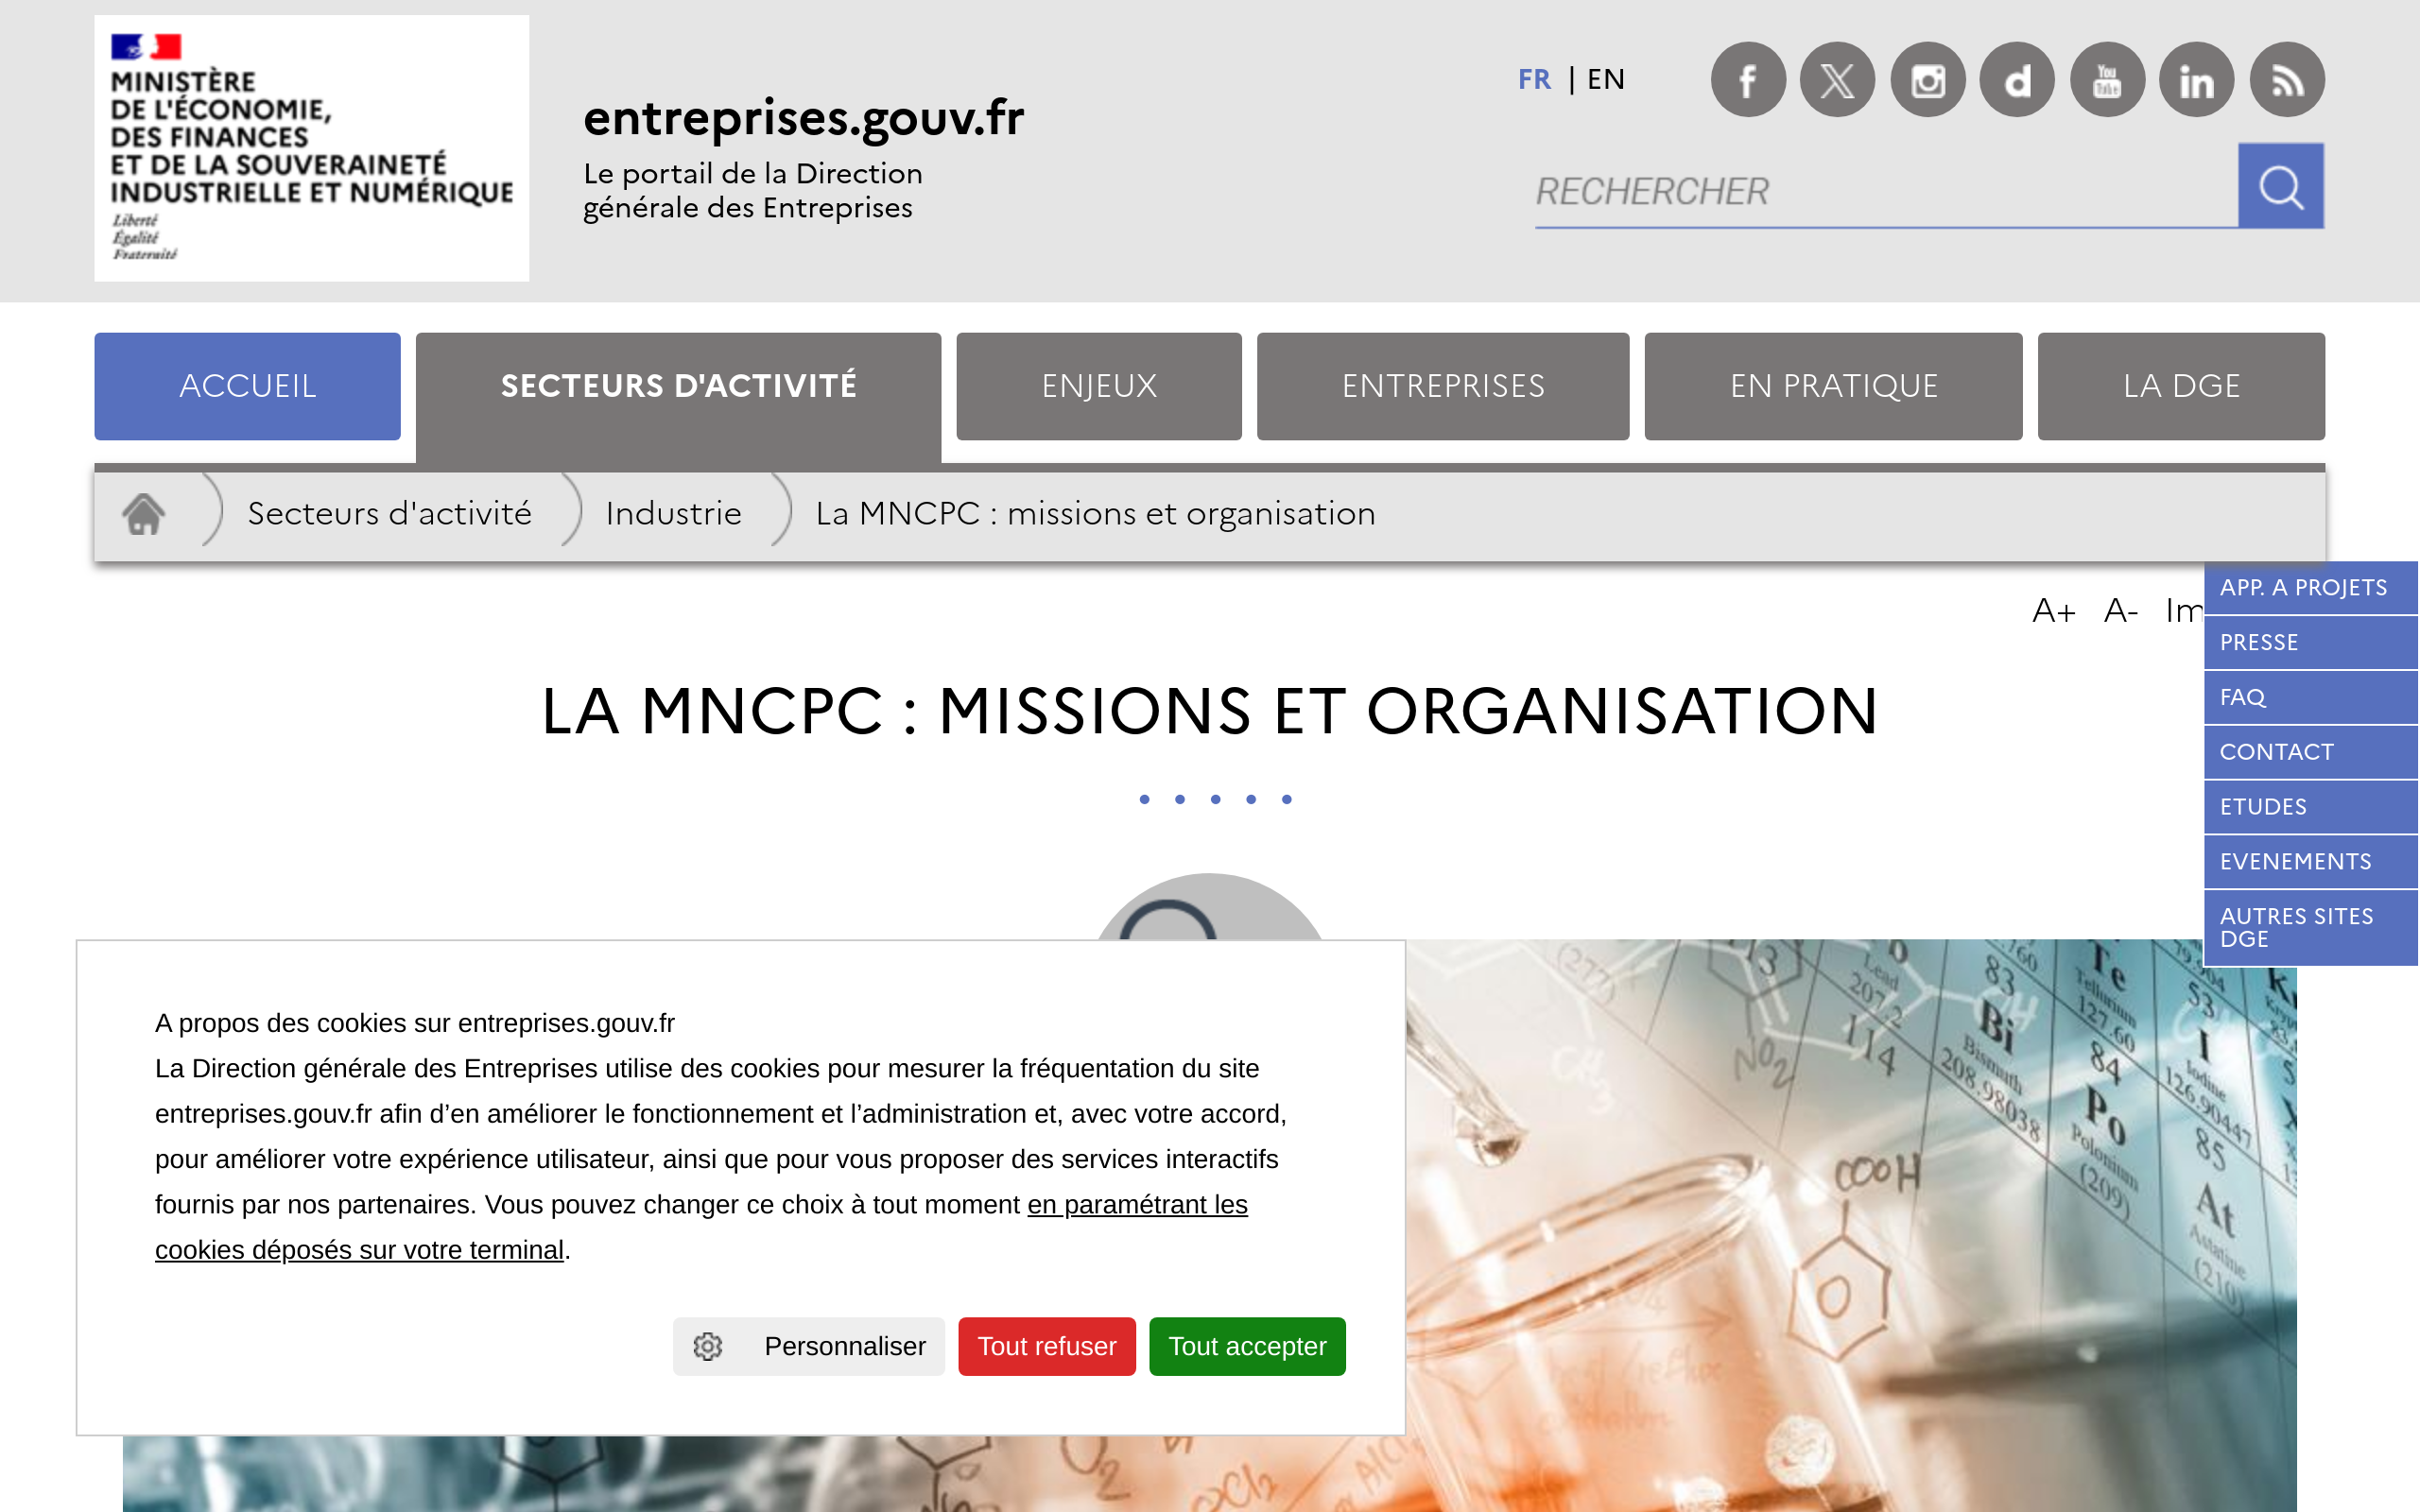 MINISTÈRE
DE L'ÉCONOMIE,
DES FINANCES
ET DE LA SOUVERAINETÉ
INDUSTRIELLE ET NUMÉRIQUE
Liberté
Égalité
Fraternité
entreprises.gouv.fr
Le portail de la Direction
générale des Entreprises
FR | EN
RECHERCHER
ACCUEIL
SECTEURS D'ACTIVITÉ
ENJEUX
ENTREPRISES
EN PRATIQUE
LA DGE
Secteurs d'activité
Industrie
La MNCPC : missions et organisation
A+ A- Im
APP. A PROJETS
PRESSE
FAQ
CONTACT
ETUDES
EVENEMENTS
AUTRES SITES
DGE
LA MNCPC : MISSIONS ET ORGANISATION
A propos des cookies sur entreprises.gouv.fr
La Direction générale des Entreprises utilise des cookies pour mesurer la fréquentation du site
entreprises.gouv.fr afin d’en améliorer le fonctionnement et l’administration et, avec votre accord,
pour améliorer votre expérience utilisateur, ainsi que pour vous proposer des services interactifs
fournis par nos partenaires. Vous pouvez changer ce choix à tout moment en paramétrant les
cookies déposés sur votre terminal.
Personnaliser
Tout refuser
Tout accepter
(277)
Lead
207.2
114
83
Bi
Bismuth
208.98038
Te
Tellurium
127.60
84
Po
Polonium
(209)
53
I
Iodine
126.90447
85
At
Astatine
(210)
NO2
CH3
COOH
O2